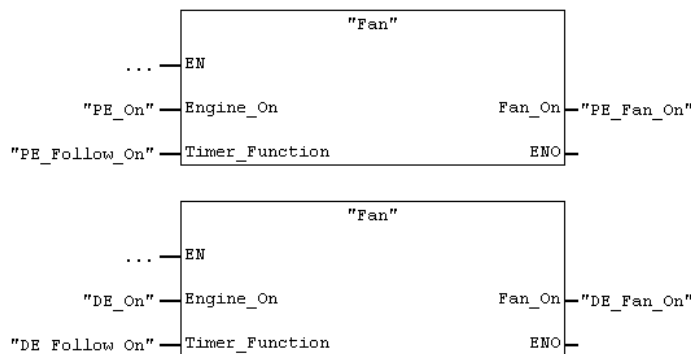 "Fan"
... EN
"PE_On" Engine_On Fan_On "PE_Fan_On"
"PE_Follow_On" Timer_Function ENO
"Fan"
... EN
"DE_On" Engine_On Fan_On "DE_Fan_On"
"DE_Follow_On" Timer_Function ENO